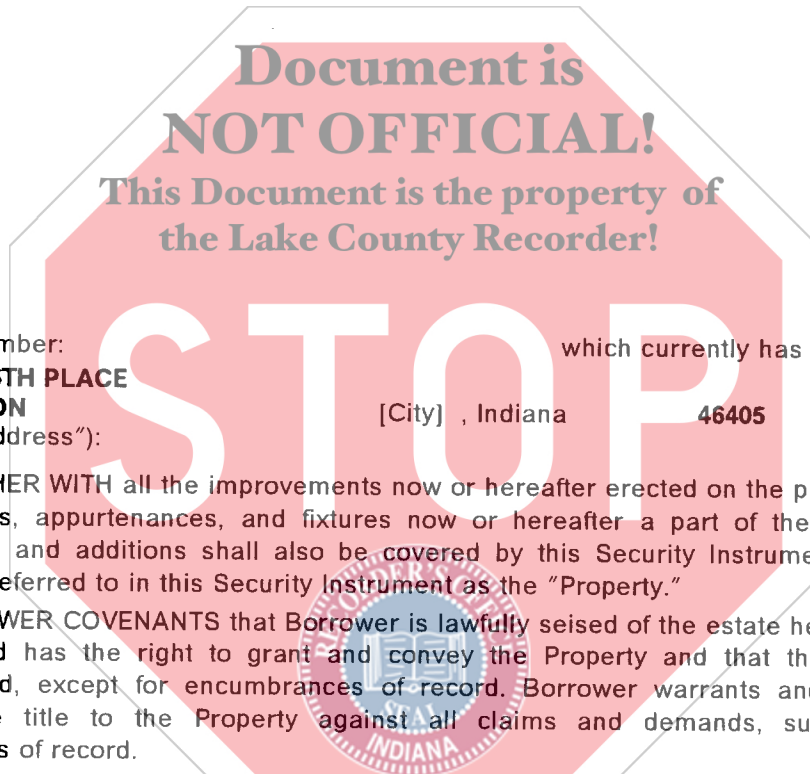 Document is
NOT OFFICIAL!
This Document is the property of
the Lake County Recorder!
STOP
mber: which currently has
TH PLACE
ON
[City] , Indiana 46405
ddress"):
HER WITH all the improvements now or hereafter erected on the p
s, appurtenances, and fixtures now or hereafter a part of the
and additions shall also be covered by this Security Instrume
eferred to in this Security Instrument as the "Property."
WER COVENANTS that Borrower is lawfully seised of the estate he
d has the right to grant and convey the Property and that th
d, except for encumbrances of record. Borrower warrants an
title to the Property against all claims and demands, su
s of record.
RECORDER'S
SEAL
INDIANA